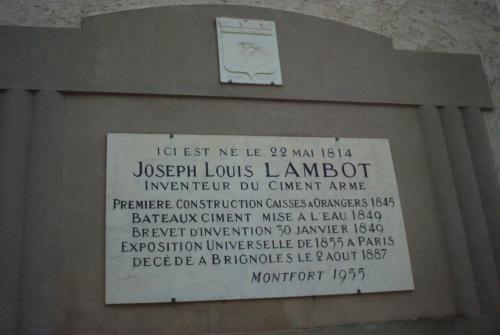 ICI EST NÉ LE 22 MAI 1814
JOSEPH LOUIS LAMBOT
INVENTEUR DU CIMENT ARMÉ
PREMIERE CONSTRUCTION CAISSES A ORANGERS 1845
BATEAUX CIMENT MISE A L'EAU 1849
BREVET D'INVENTION 30 JANVIER 1849
EXPOSITION UNIVERSELLE DE 1855 A PARIS
DÉCÉDÉ A BRIGNOLES LE 2 AOUT 1887
MONTFORT 1955